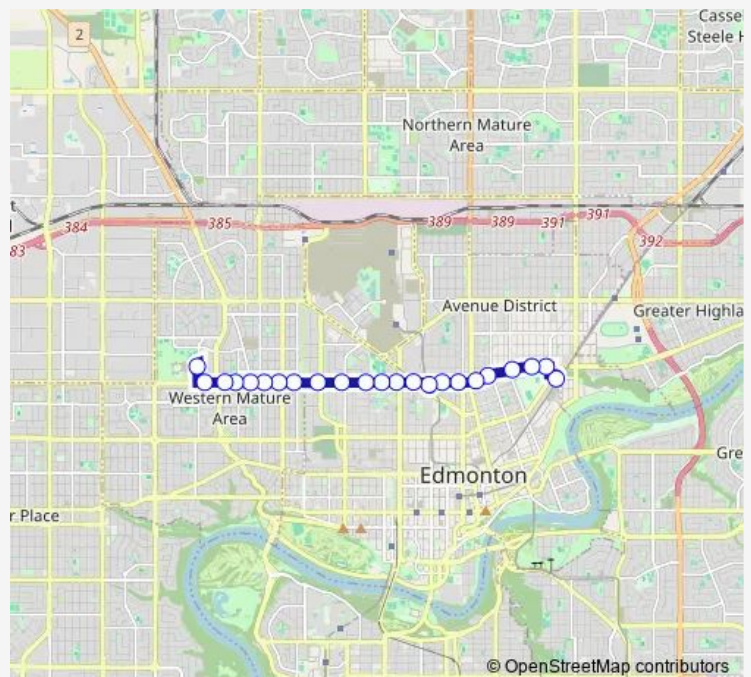 Casse
Steele H
2
Northern Mature
Area
384
385
389
389
391
391
392
83
Avenue District
Greater Highla
Western Mature
Area
Edmonton
Gre
r Place
© OpenStreetMap contributors